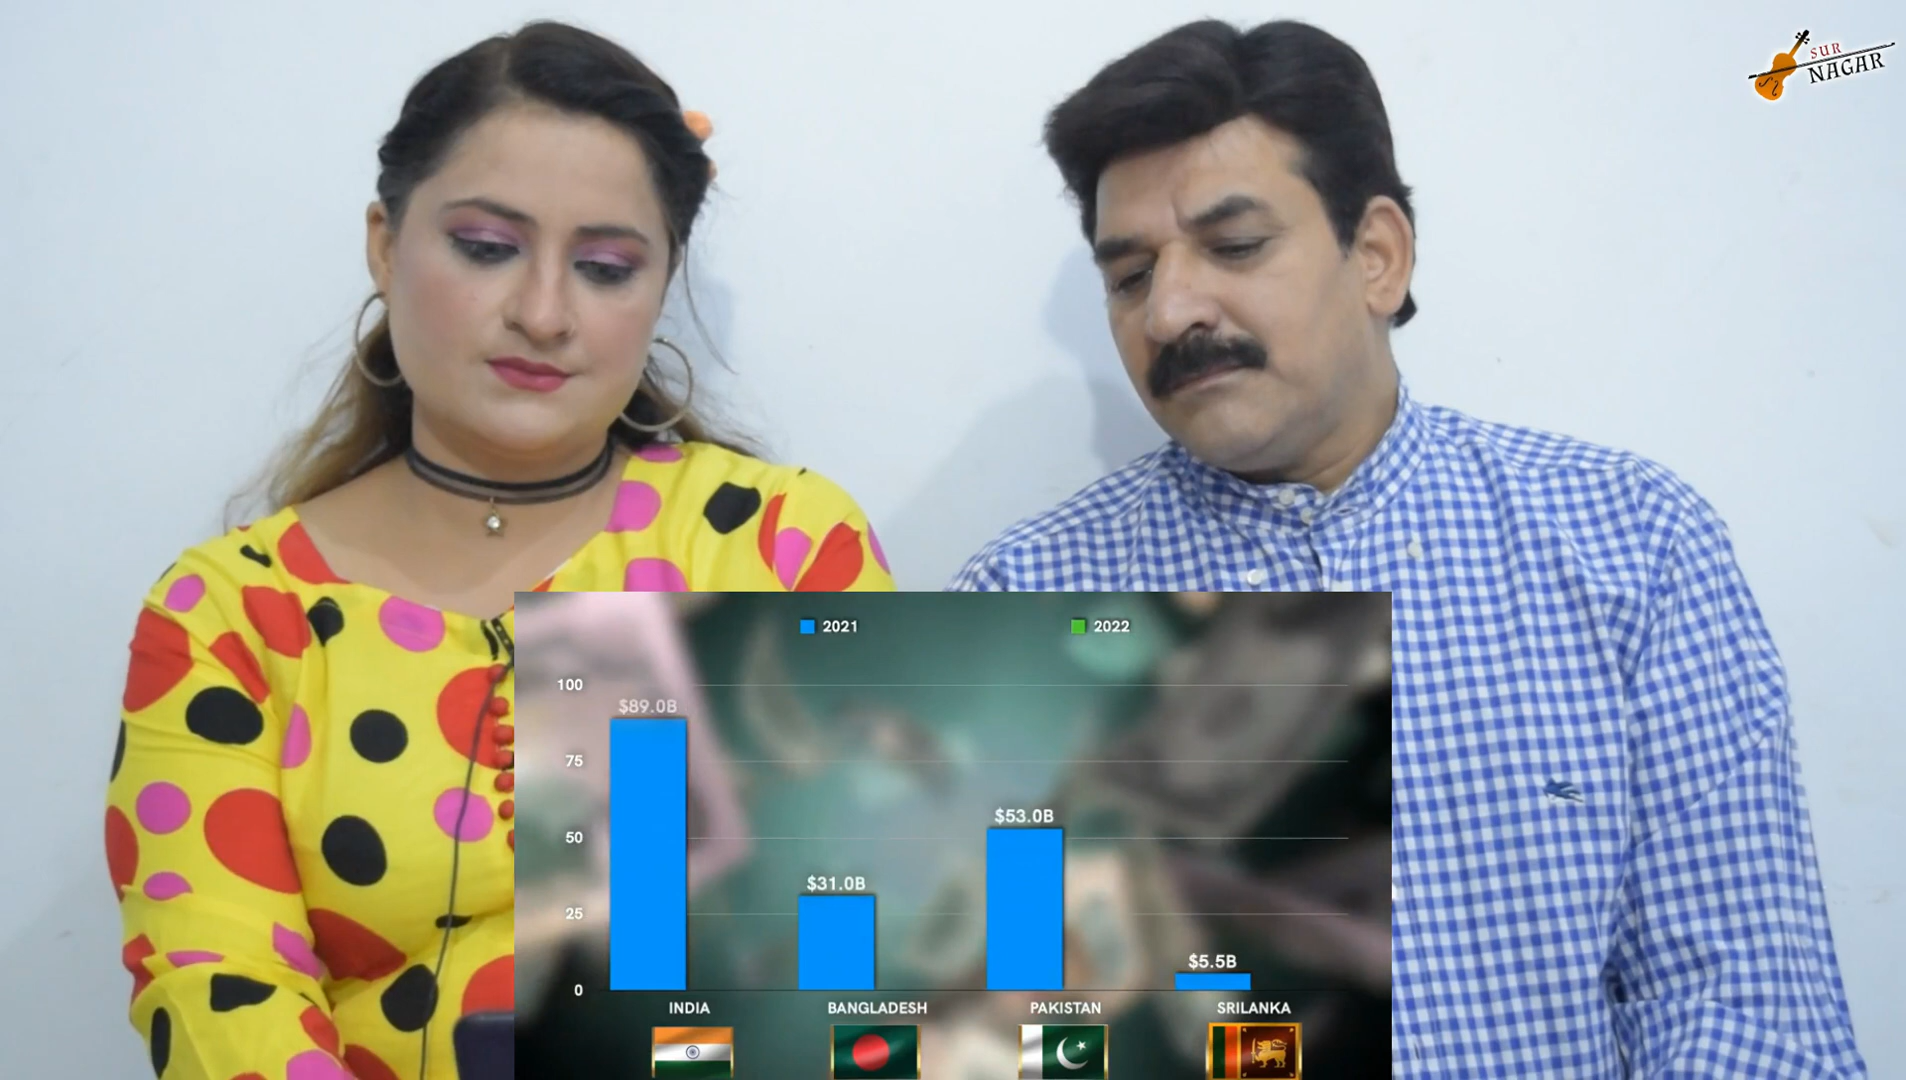 SUR
NAGAR
2021 2022
100
$89.0B
75
$53.0B
50
$31.0B
25
$5.5B
0
INDIA BANGLADESH PAKISTAN SRILANKA